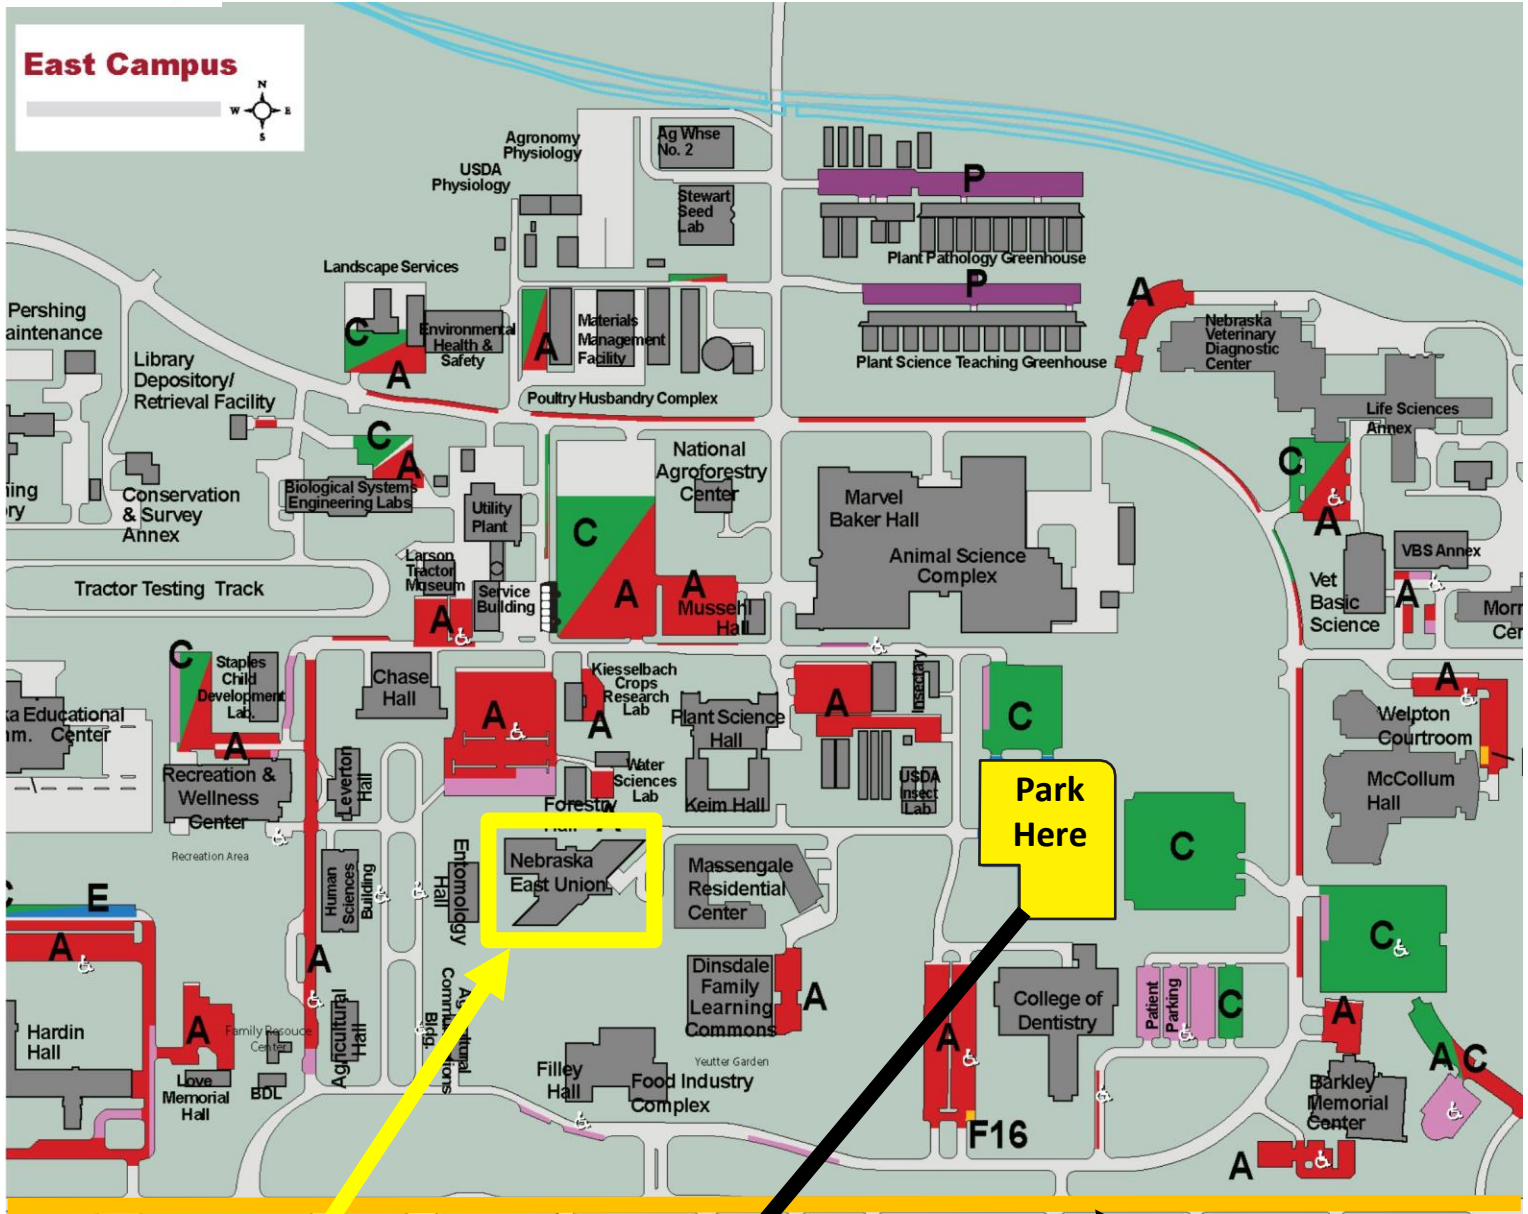 East Campus
N
W
E
S
Agronomy
Physiology
USDA
Physiology
Ag Whse
No. 2
Stewart
Seed
Lab
P
Plant Pathology Greenhouse
P
Plant Science Teaching Greenhouse
A
Nebraska
Veterinary
Diagnostic
Center
Life Sciences
Annex
Landscape Services
C
A
Environmental
Health &
Safety
A
Materials
Management
Facility
Poultry Husbandry Complex
Pershing
Library
Depository/
Retrieval Facility
C
A
Biological Systems
Engineering Labs
Conservation
& Survey
Annex
Utility
Plant
Larson
Tractor
Museum
Service
Building
A
Tractor Testing Track
National
Agroforestry
Center
C
A
A
Mussehl
Hall
Marvel
Baker Hall
Animal Science
Complex
C
A
VBS Annex
A
Vet
Basic
Science
C
Staples
Child
Development
Lab.
A
Chase
Hall
A
Kiesselbach
Crops
Research
Lab
A
Plant Science
Hall
Keim Hall
A
Insectary
USDA
Insect
Lab
C
A
Welpton
Courtroom
McCollum
Hall
Educational
Center
Recreation &
Wellness
Center
Recreation Area
Leverton
Hall
Water
Sciences
Lab
Forestry
Park
Here
C
Nebraska
East Union
Entomology
Hall
Human
Sciences
Building
Massengale
Residential
Center
C
E
A
A
C
Hardin
Hall
A
Family Resouce
Center
Love
Memorial
Hall
BDL
Agricultural
Hall
Agricultural
Communications
Bldg.
Dinsdale
Family
Learning
Commons
A
Yeutter Garden
Filley
Hall
Food Industry
Complex
A
F16
College of
Dentistry
Patient
Parking
C
A
A
C
Barkley
Memorial
Center
A